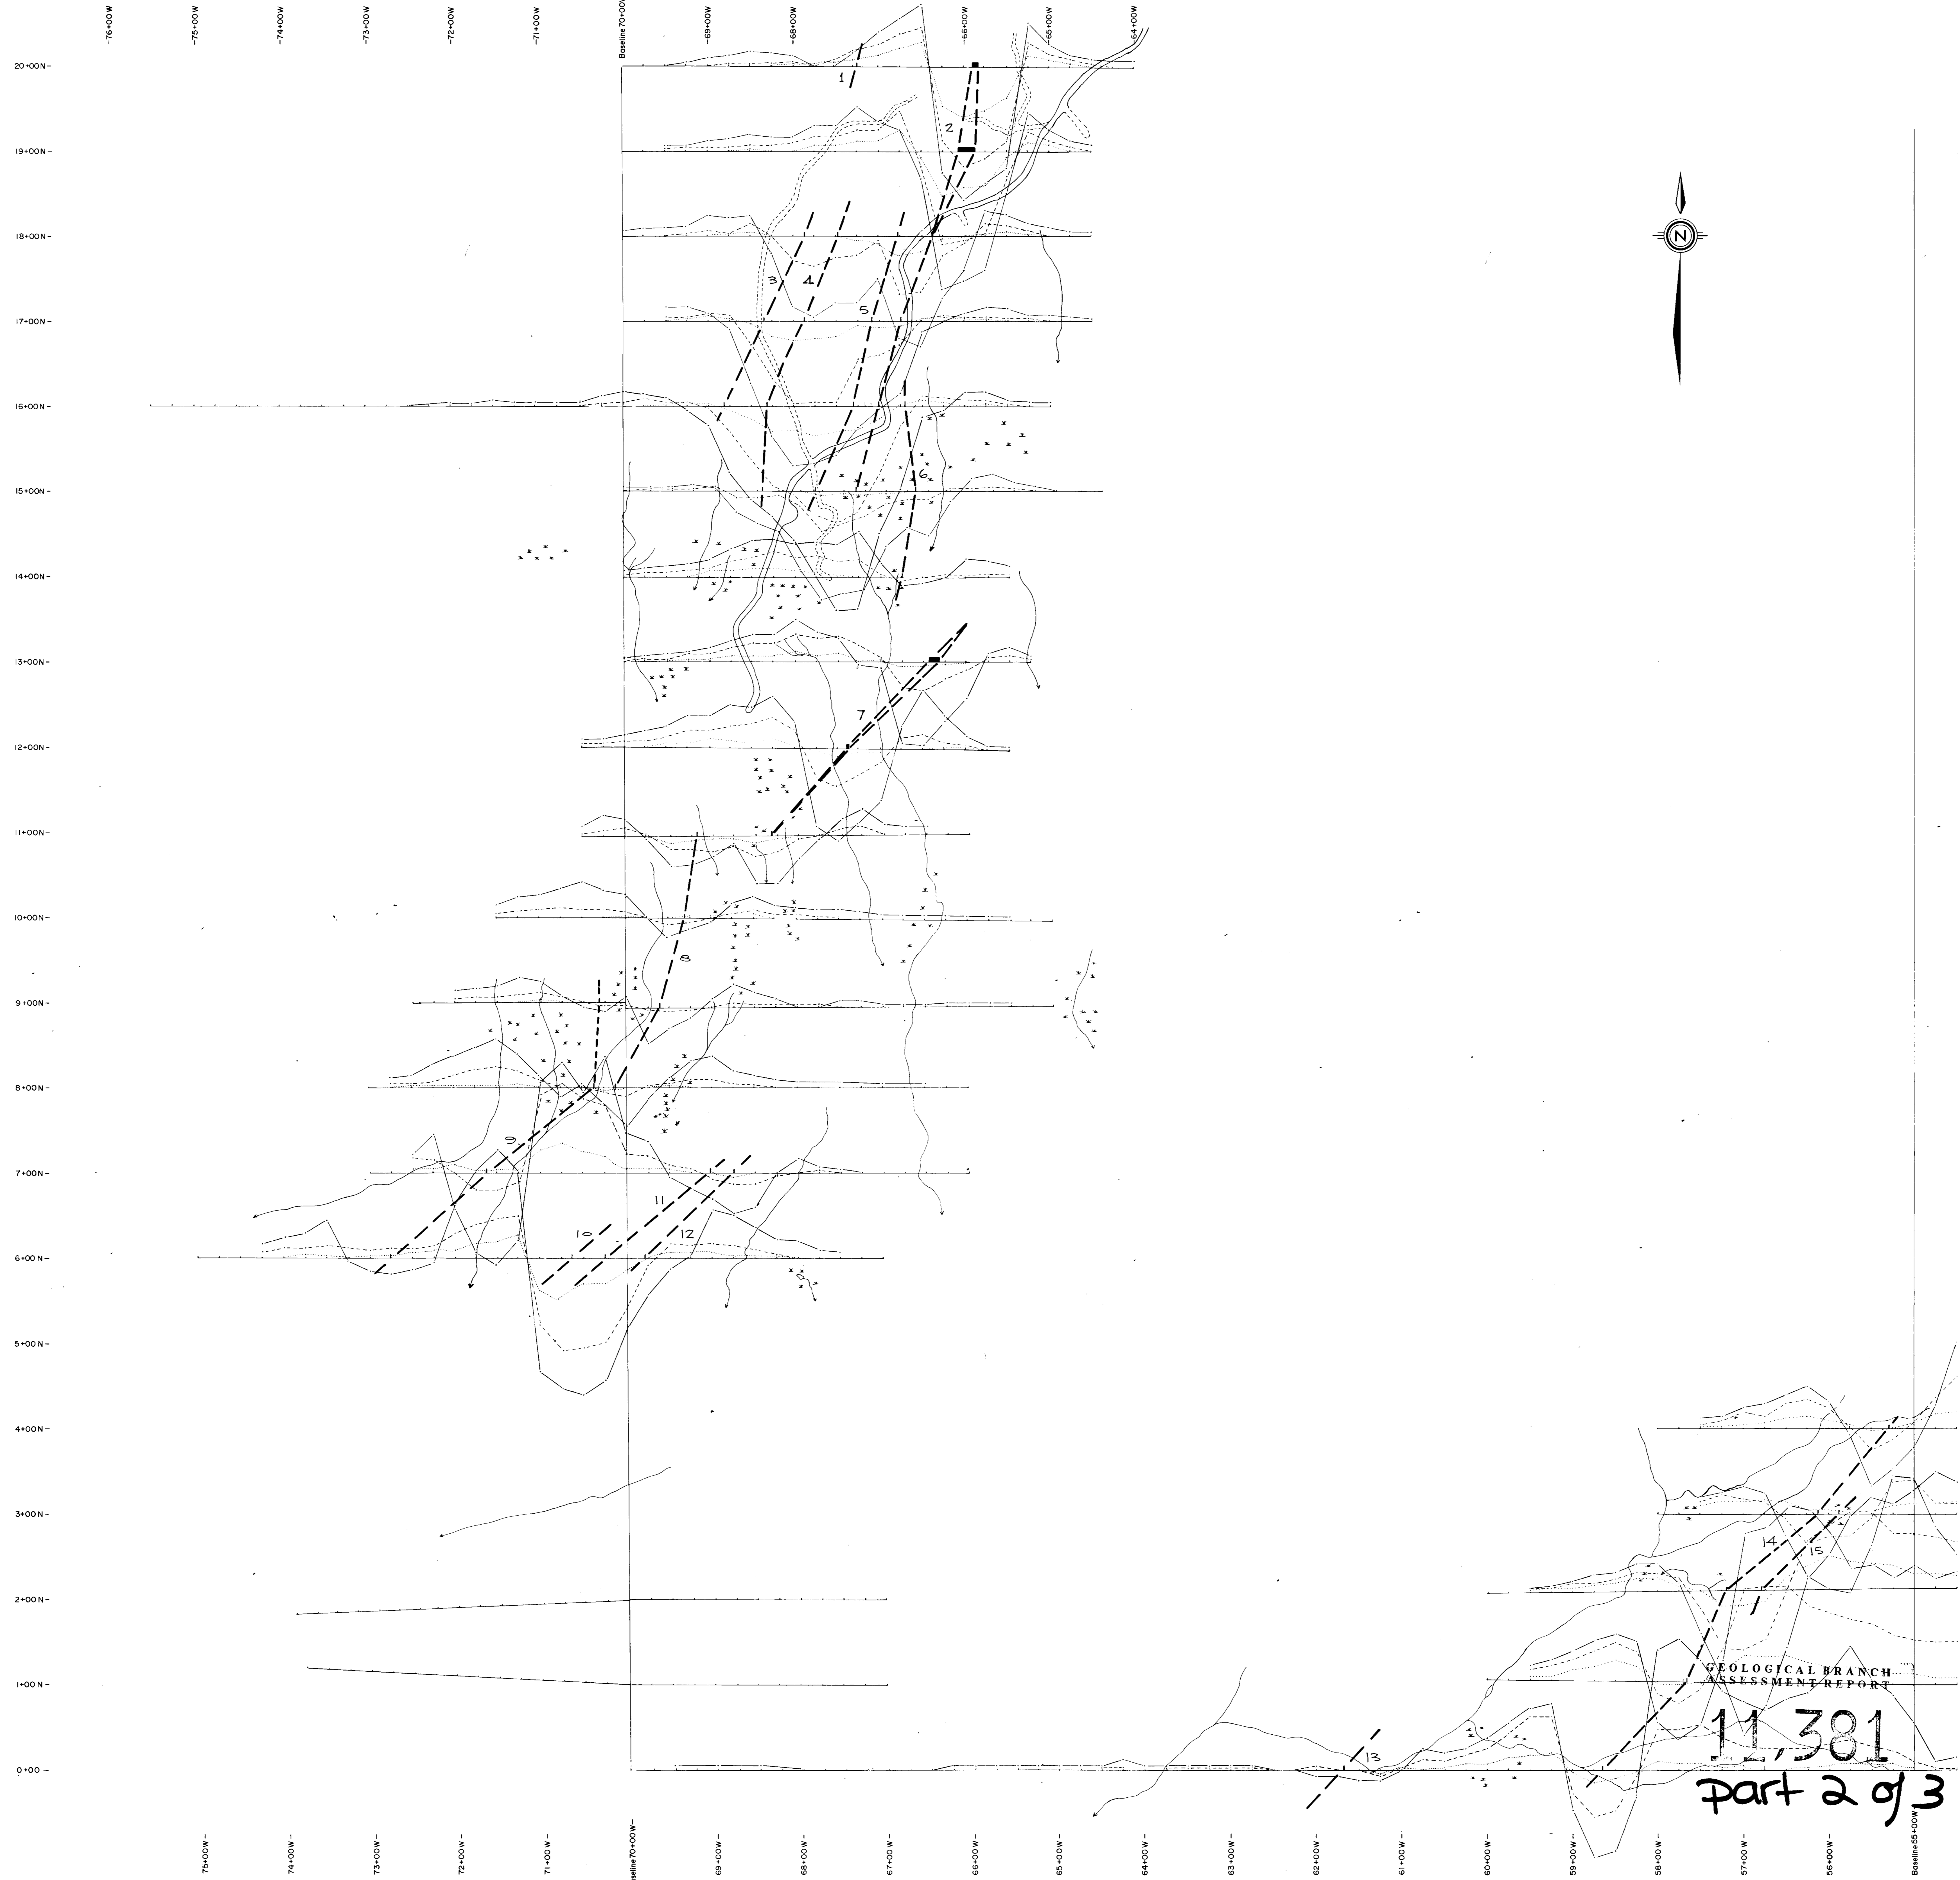 76+00W
75+00W
74+00W
73+00W
72+00W
71+00W
Baseline 70+00W
69+00W
68+00W
66+00W
65+00W
64+00W
20+00N
1
2
19+00N
18+00N
3
4
5
17+00N
N
16+00N
6
15+00N
14+00N
13+00N
7
12+00N
11+00N
10+00N
8
9+00N
8+00N
9
7+00N
11
10
12
6+00N
5+00N
4+00N
3+00N
14
15
2+00N
GEOLOGICAL BRANCH
ASSESSMENT REPORT
1+00N
11,381
13
0+00
part 2 of 3
75+00W
74+00W
73+00W
72+00W
71+00W
seline 70+00W
69+00W
68+00W
67+00W
66+00W
65+00W
64+00W
63+00W
62+00W
61+00W
60+00W
59+00W
58+00W
57+00W
56+00W
Baseline 55+00W